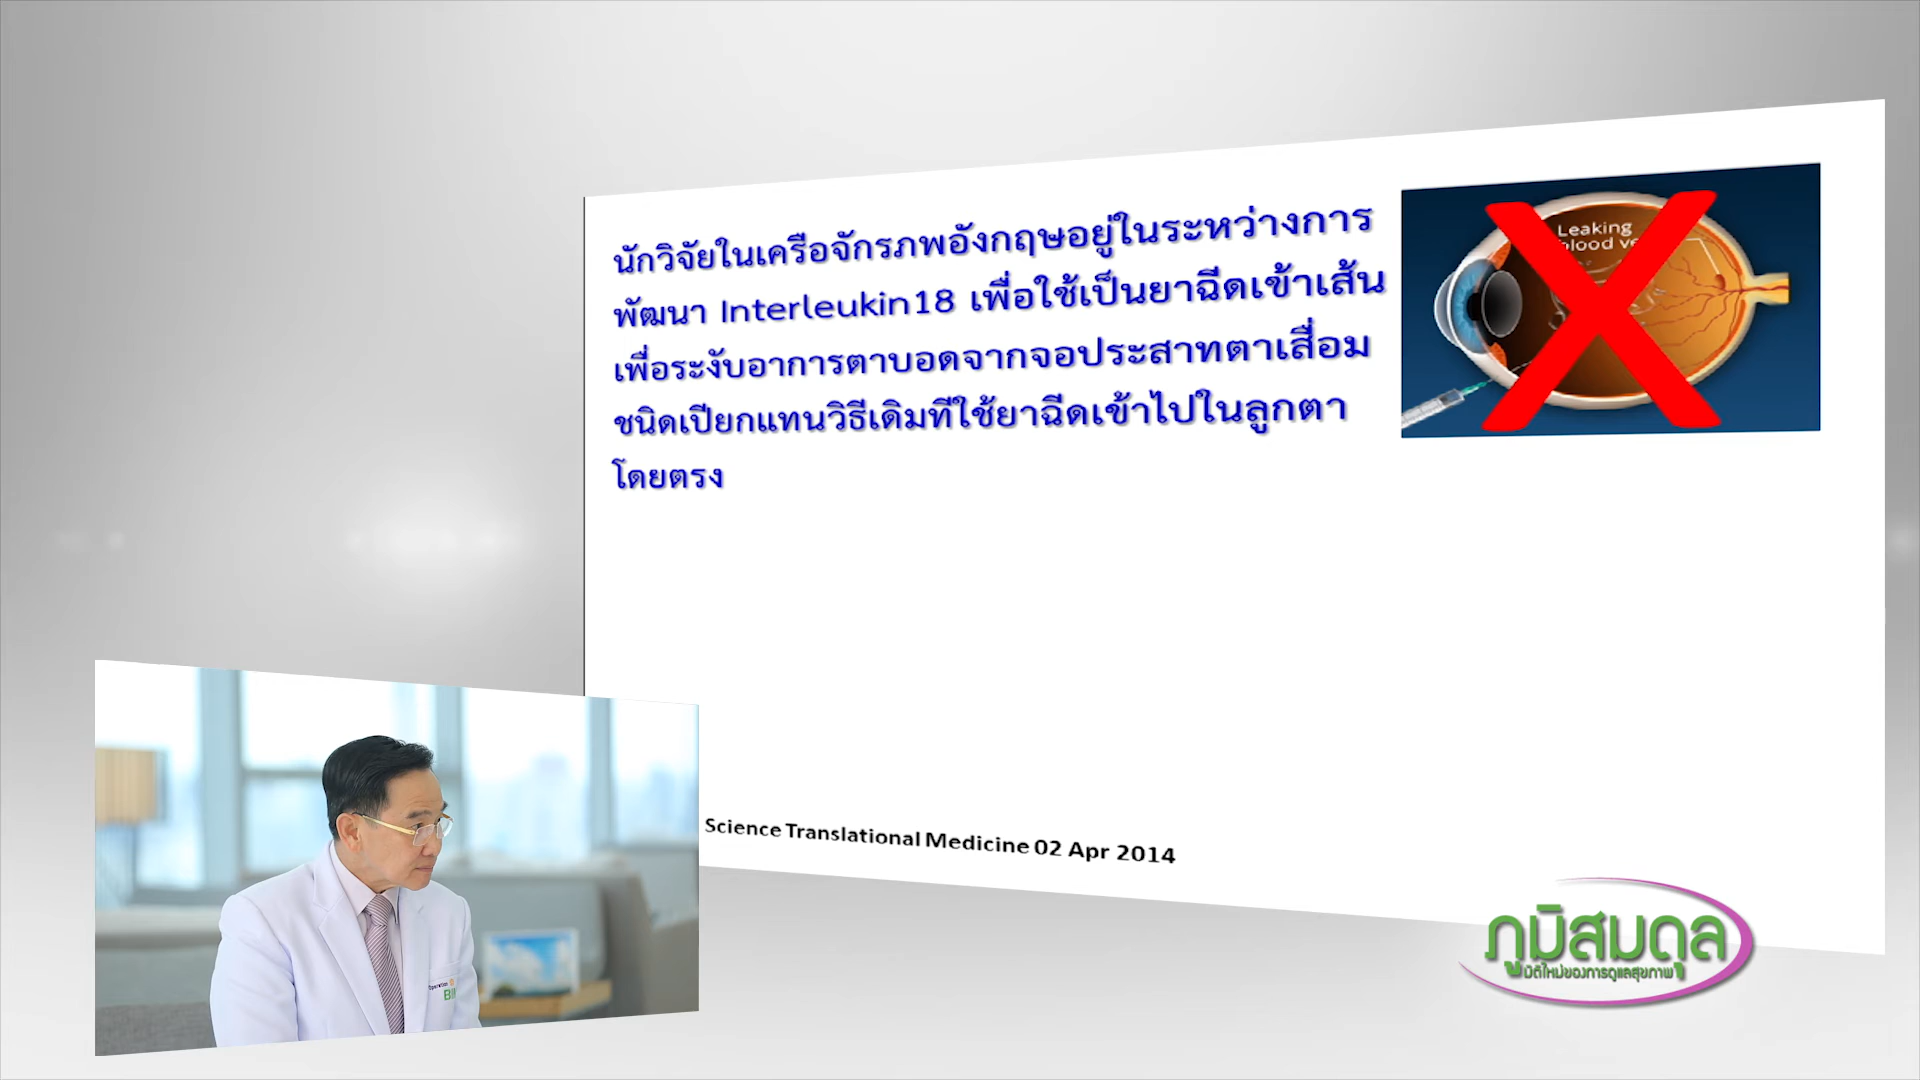 นักวิจัยในเครือจักรภพอังกฤษอยู่ในระหว่างการ
พัฒนา Interleukin18 เพื่อใช้เป็นยาฉีดเข้าเส้น
เพื่อระงับอาการตาบอดจากจอประสาทตาเสื่อม
ชนิดเปียกแทนวิธีเดิมที่ใช้ยาฉีดเข้าไปในลูกตา
โดยตรง
Leaking
blood ve
Science Translational Medicine 02 Apr 2014
ภูมิสมดุล
มิติใหม่ของการดูแลสุขภาพ
Operation
BI